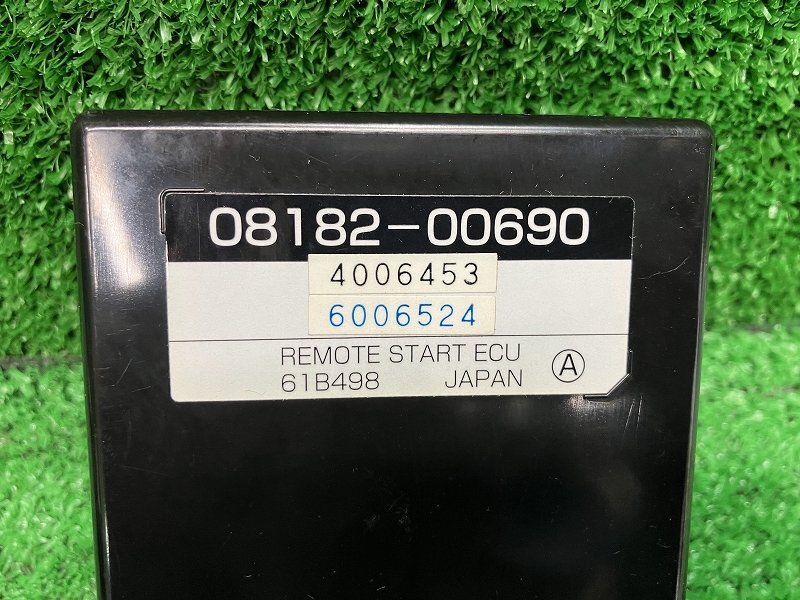 08182-00690
4006453
6006524
REMOTE START ECU
61B498 JAPAN A